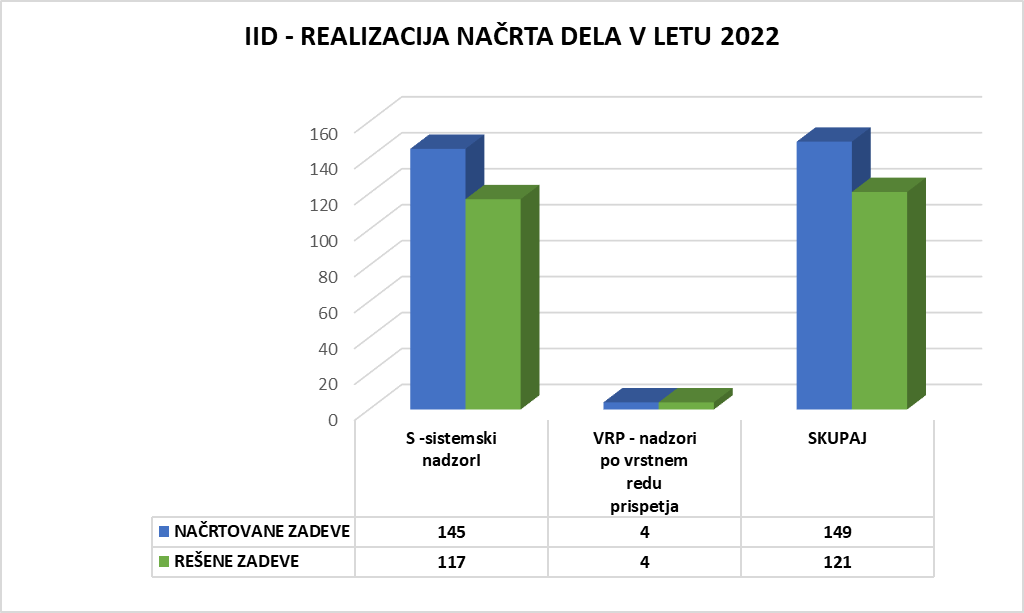 IID - REALIZACIJA NAČRTA DELA V LETU 2022
160
140
120
100
80
60
40
20
0
S -sistemski
nadzorI
VRP - nadzori
po vrstnem
redu
prispetja
SKUPAJ
NAČRTOVANE ZADEVE 145 4 149
REŠENE ZADEVE 117 4 121